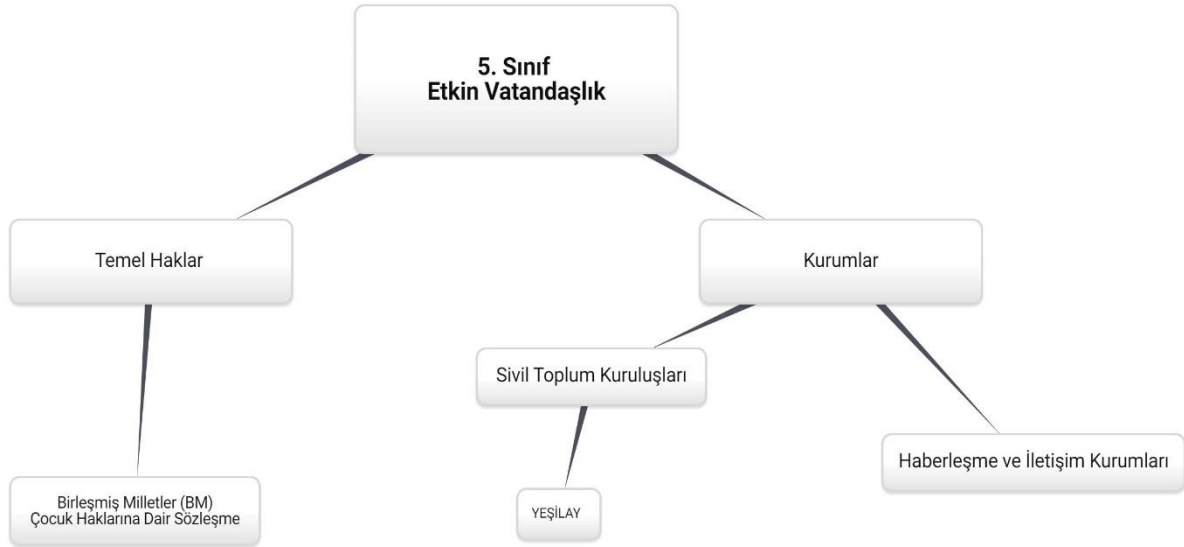 5. Sınıf
Etkin Vatandaşlık
Temel Haklar
Kurumlar
Sivil Toplum Kuruluşları
Haberleşme ve İletişim Kurumları
Birleşmiş Milletler (BM)
Çocuk Haklarına Dair Sözleşme
YEŞİLAY